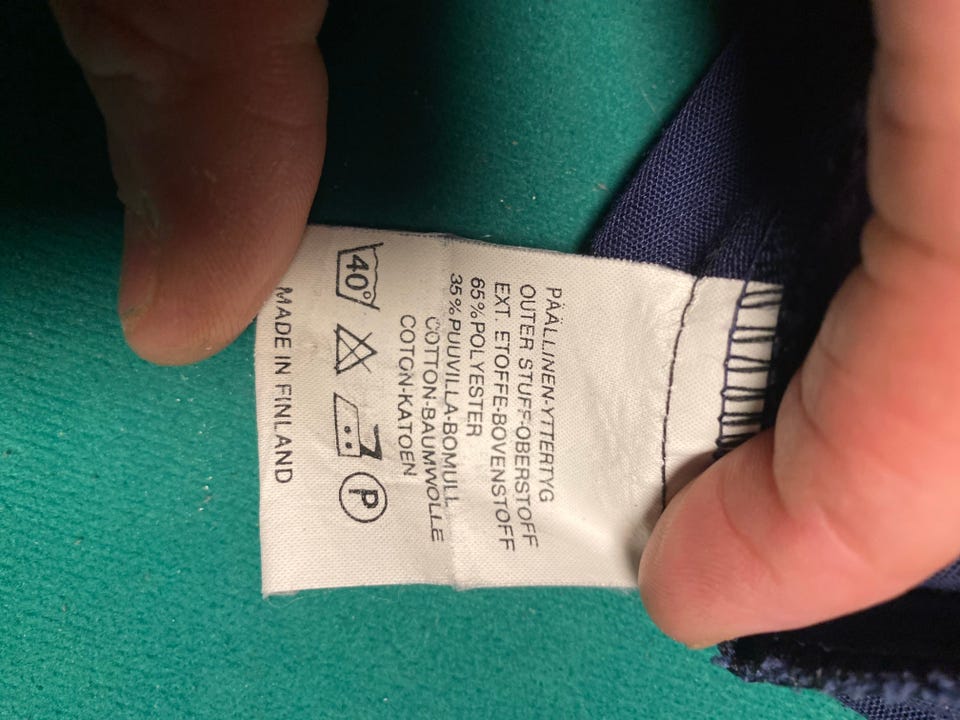 PÄÄLLINEN-YTTERTYG
OUTER STUFF-OBERSTOFF
EXT. ETOFFE-BOVENSTOFF
65%POLYESTER
35%PUUVILLA-BOMULL
COTTON-BAUMWOLLE
COTON-KATOEN
40° P
MADE IN FINLAND